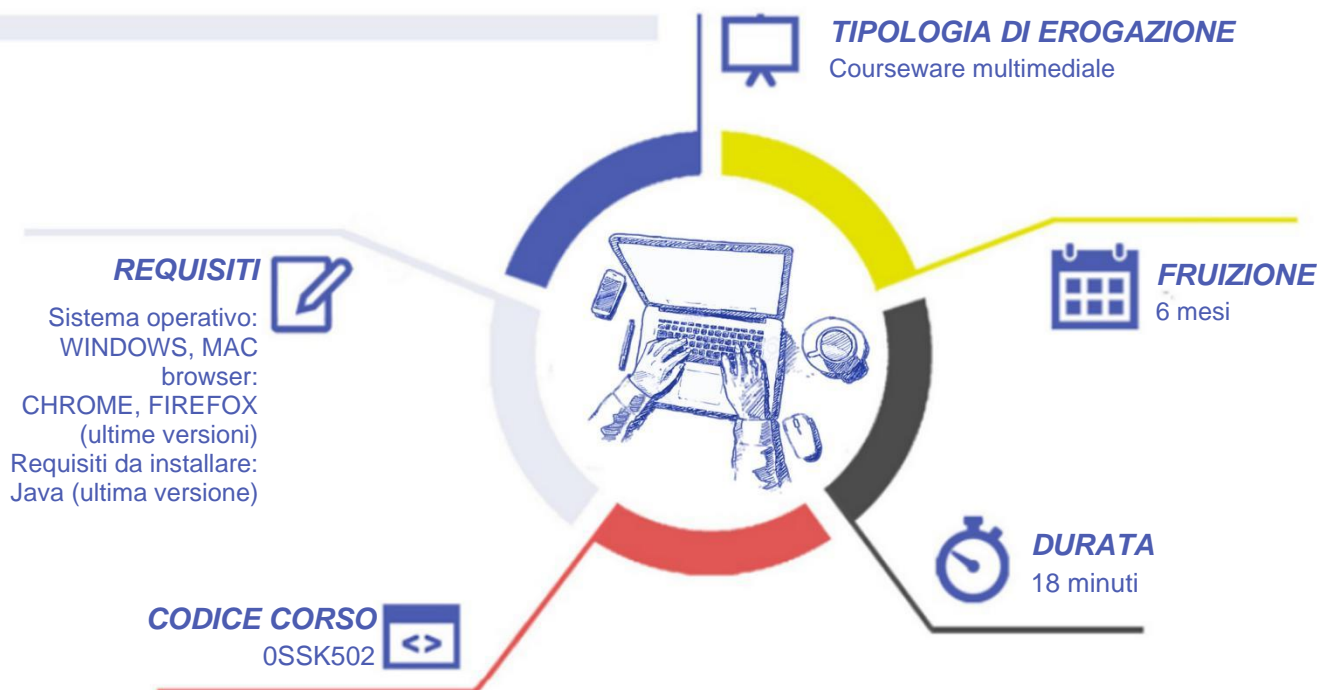 TIPOLOGIA DI EROGAZIONE
Courseware multimediale
REQUISITI
Sistema operativo:
WINDOWS, MAC
browser:
CHROME, FIREFOX
(ultime versioni)
Requisiti da installare:
Java (ultima versione)
FRUIZIONE
6 mesi
DURATA
18 minuti
CODICE CORSO
0SSK502